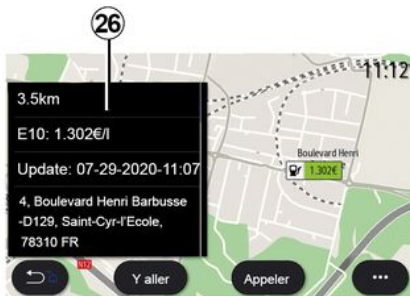 26
11:12
3.5km
E10: 1.302€/l
Update: 07-29-2020-11:07
4, Boulevard Henri Barbusse
-D129, Saint-Cyr-l'Ecole,
78310 FR
Boulevard Henri
1.302€
N12
Y aller
Appeler